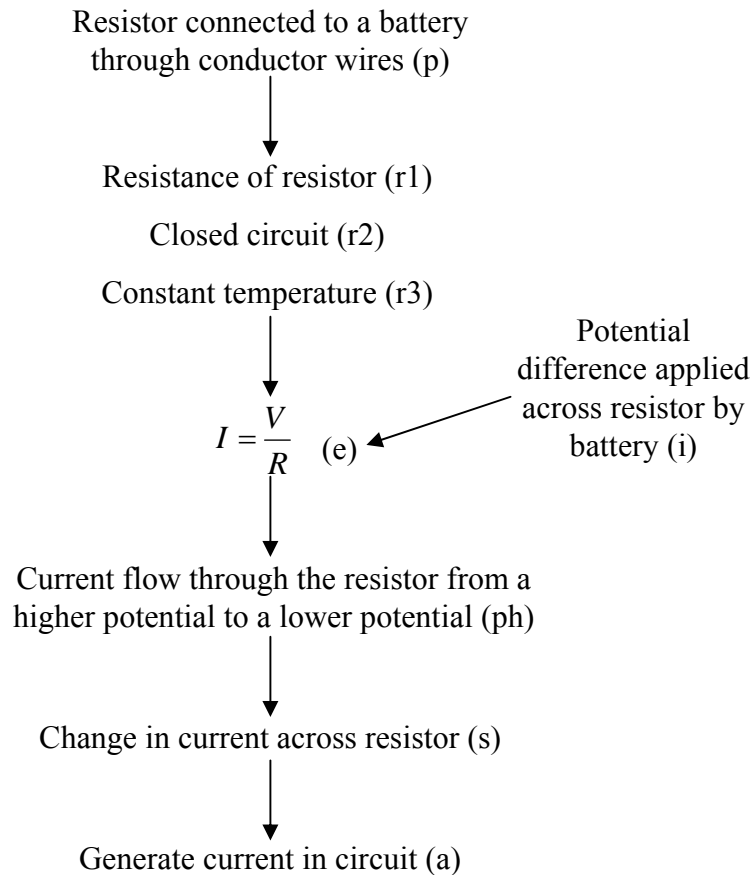 Resistor connected to a battery
through conductor wires (p)
Resistance of resistor (r1)
Closed circuit (r2)
Constant temperature (r3)
Potential
difference applied
across resistor by
battery (i)
I = V/R (e)
Current flow through the resistor from a
higher potential to a lower potential (ph)
Change in current across resistor (s)
Generate current in circuit (a)